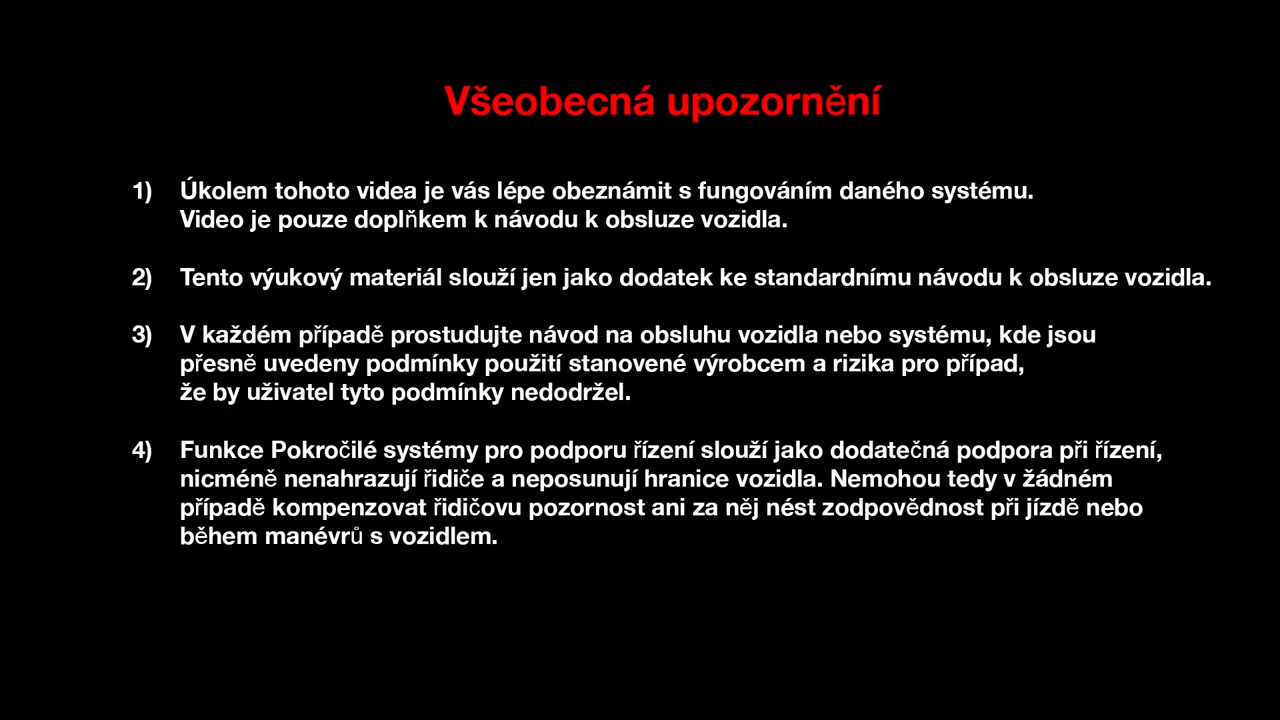 Všeobecná upozornění
1) Úkolem tohoto videa je vás lépe obeznámit s fungováním daného systému.
Video je pouze doplňkem k návodu k obsluze vozidla.
2) Tento výukový materiál slouží jen jako dodatek ke standardnímu návodu k obsluze vozidla.
3) V každém případě prostudujte návod na obsluhu vozidla nebo systému, kde jsou
přesně uvedeny podmínky použití stanovené výrobcem a rizika pro případ,
že by uživatel tyto podmínky nedodržel.
4) Funkce Pokročilé systémy pro podporu řízení slouží jako dodatečná podpora při řízení,
nicméně nenahrazují řidiče a neposunují hranice vozidla. Nemohou tedy v žádném
případě kompenzovat řidičovu pozornost ani za něj nést zodpovědnost při jízdě nebo
během manévrů s vozidlem.